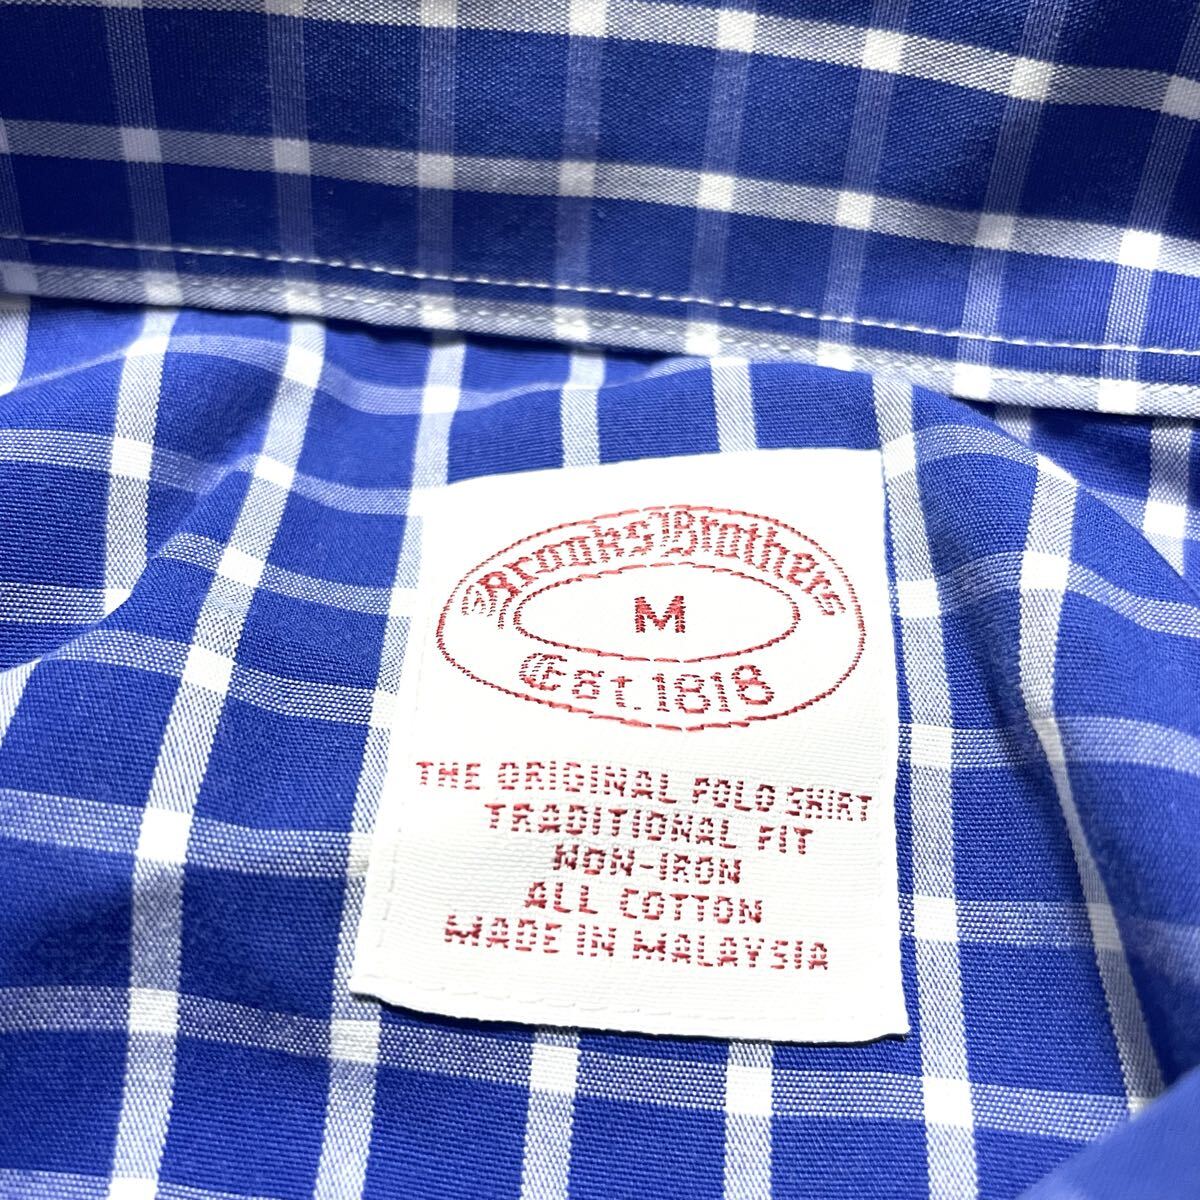 Brooks Brothers
M
Est. 1818
THE ORIGINAL POLO SHIRT
TRADITIONAL FIT
NON-IRON
ALL COTTON
MADE IN MALAYSIA